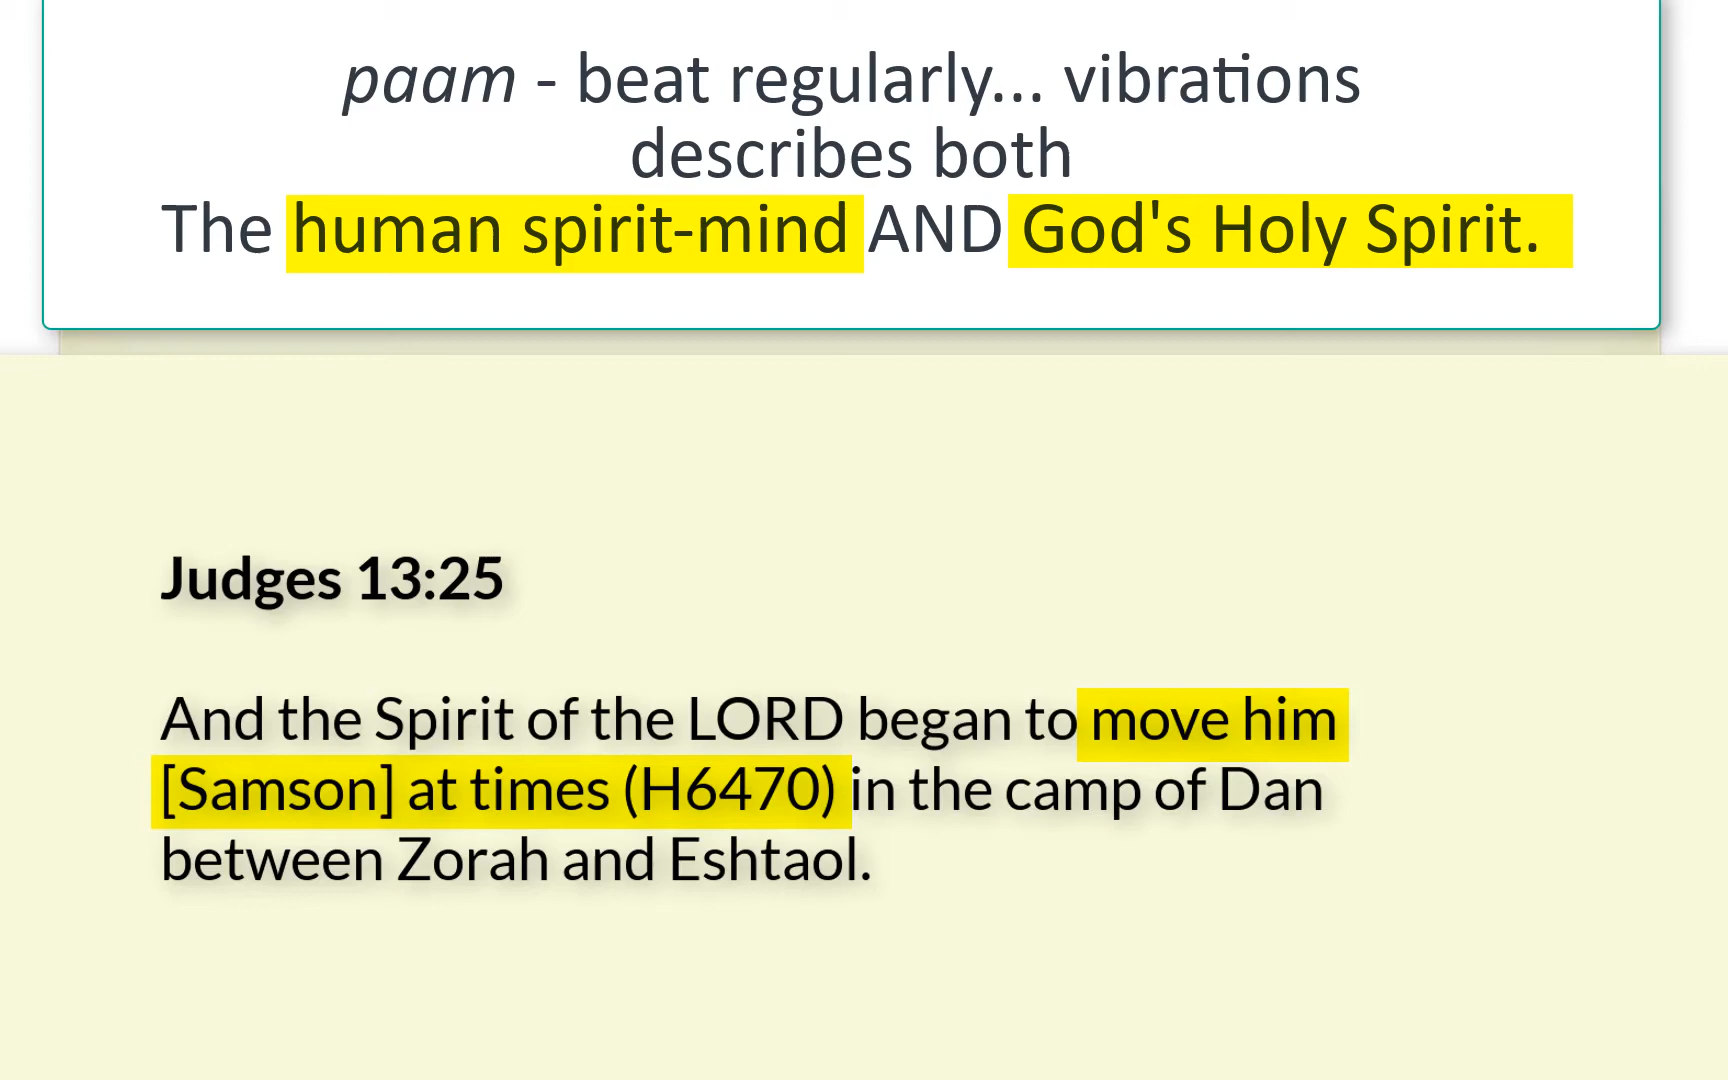 paam - beat regularly... vibrations
describes both
The human spirit-mind AND God's Holy Spirit.
Judges 13:25
And the Spirit of the LORD began to move him
[Samson] at times (H6470) in the camp of Dan
between Zorah and Eshtaol.